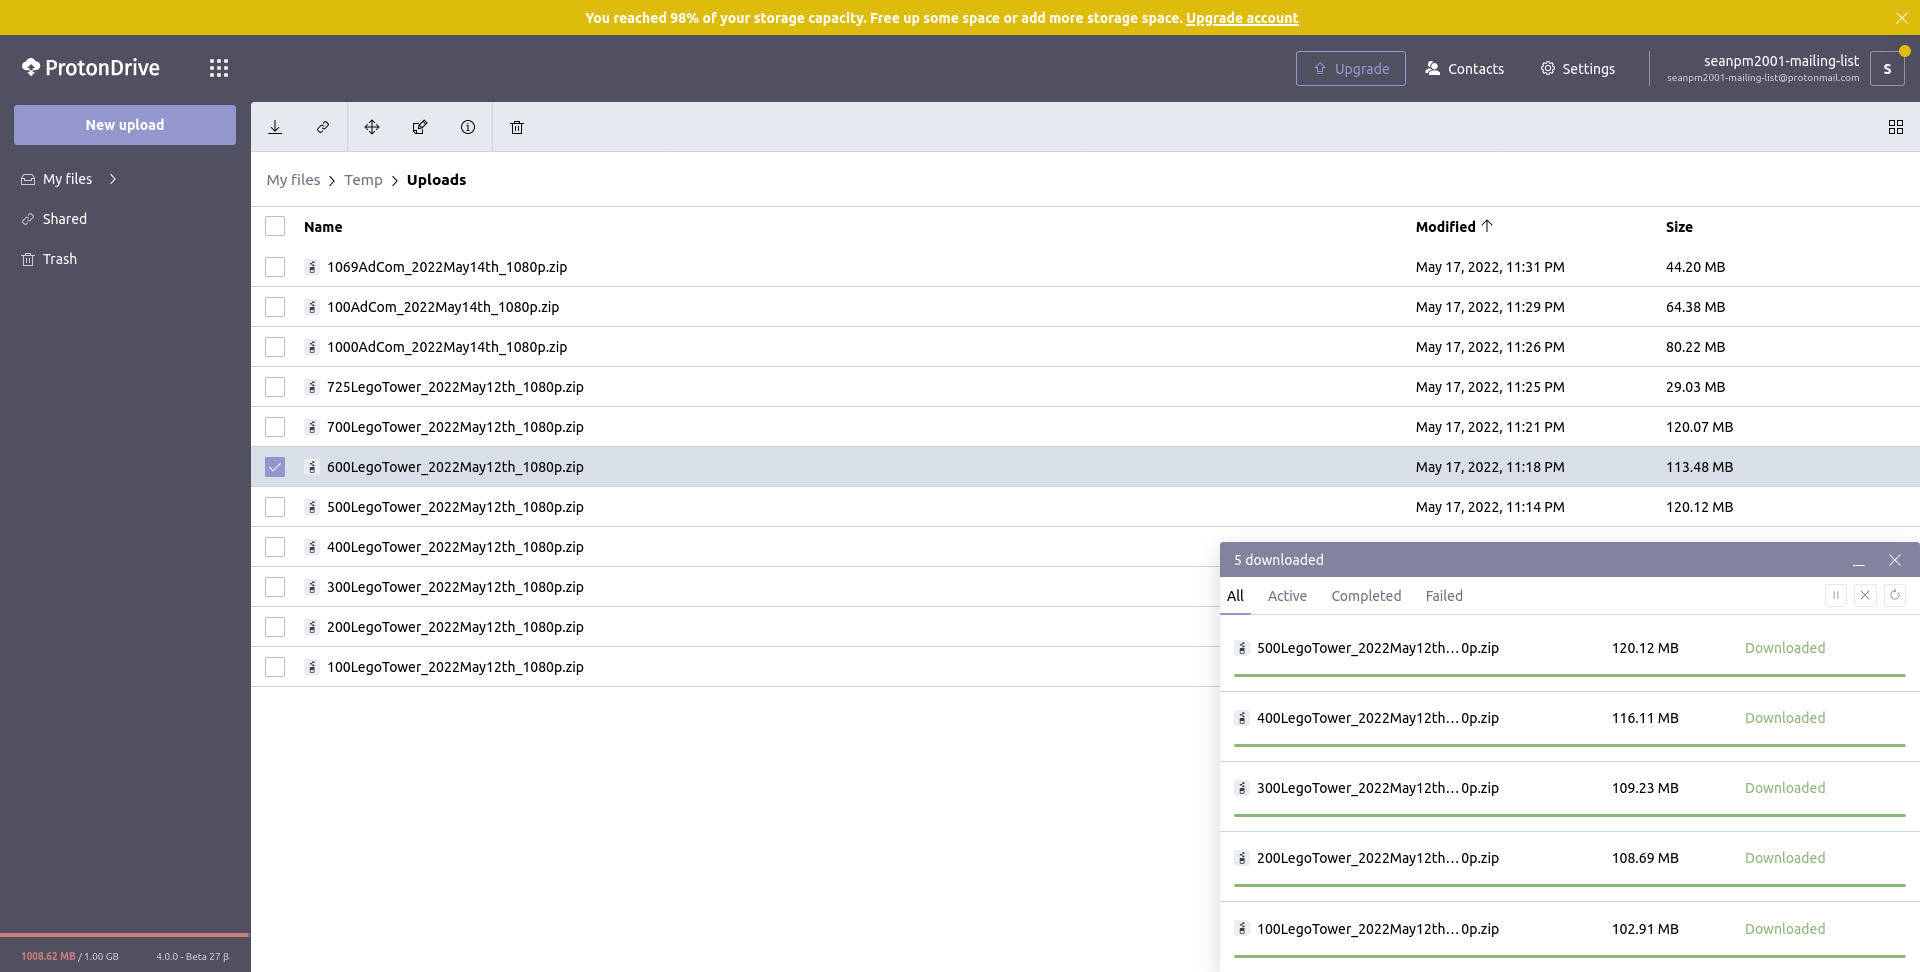 You reached 98% of your storage capacity. Free up some space or add more storage space. Upgrade account
ProtonDrive
Upgrade
Contacts
Settings
seanpm2001-mailing-list
seanpm2001-mailing-list@protonmail.com
S
New upload
My files
Shared
Trash
My files > Temp > Uploads
Name Modified Size
1069AdCom_2022May14th_1080p.zip May 17, 2022, 11:31 PM 44.20 MB
100AdCom_2022May14th_1080p.zip May 17, 2022, 11:29 PM 64.38 MB
1000AdCom_2022May14th_1080p.zip May 17, 2022, 11:26 PM 80.22 MB
725LegoTower_2022May12th_1080p.zip May 17, 2022, 11:25 PM 29.03 MB
700LegoTower_2022May12th_1080p.zip May 17, 2022, 11:21 PM 120.07 MB
600LegoTower_2022May12th_1080p.zip May 17, 2022, 11:18 PM 113.48 MB
500LegoTower_2022May12th_1080p.zip May 17, 2022, 11:14 PM 120.12 MB
400LegoTower_2022May12th_1080p.zip
300LegoTower_2022May12th_1080p.zip
200LegoTower_2022May12th_1080p.zip
100LegoTower_2022May12th_1080p.zip
5 downloaded
All Active Completed Failed
500LegoTower_2022May12th…0p.zip 120.12 MB Downloaded
400LegoTower_2022May12th…0p.zip 116.11 MB Downloaded
300LegoTower_2022May12th…0p.zip 109.23 MB Downloaded
200LegoTower_2022May12th…0p.zip 108.69 MB Downloaded
100LegoTower_2022May12th…0p.zip 102.91 MB Downloaded
1008.62 MB / 1.00 GB 4.0.0 - Beta 27 β